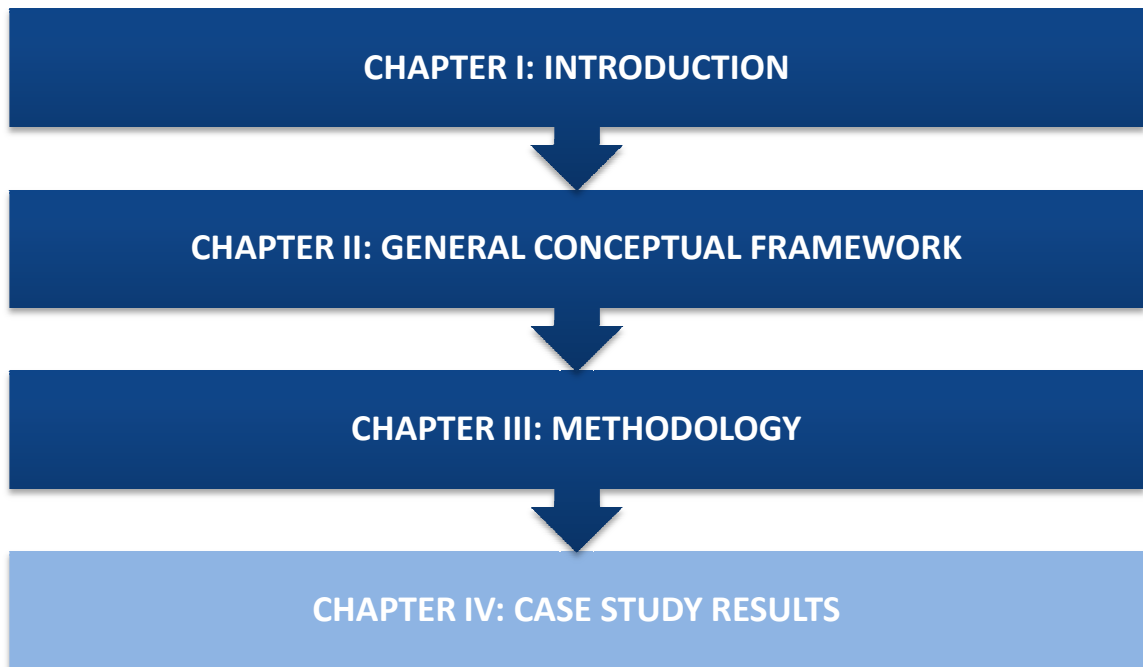 CHAPTER I: INTRODUCTION
CHAPTER II: GENERAL CONCEPTUAL FRAMEWORK
CHAPTER III: METHODOLOGY
CHAPTER IV: CASE STUDY RESULTS